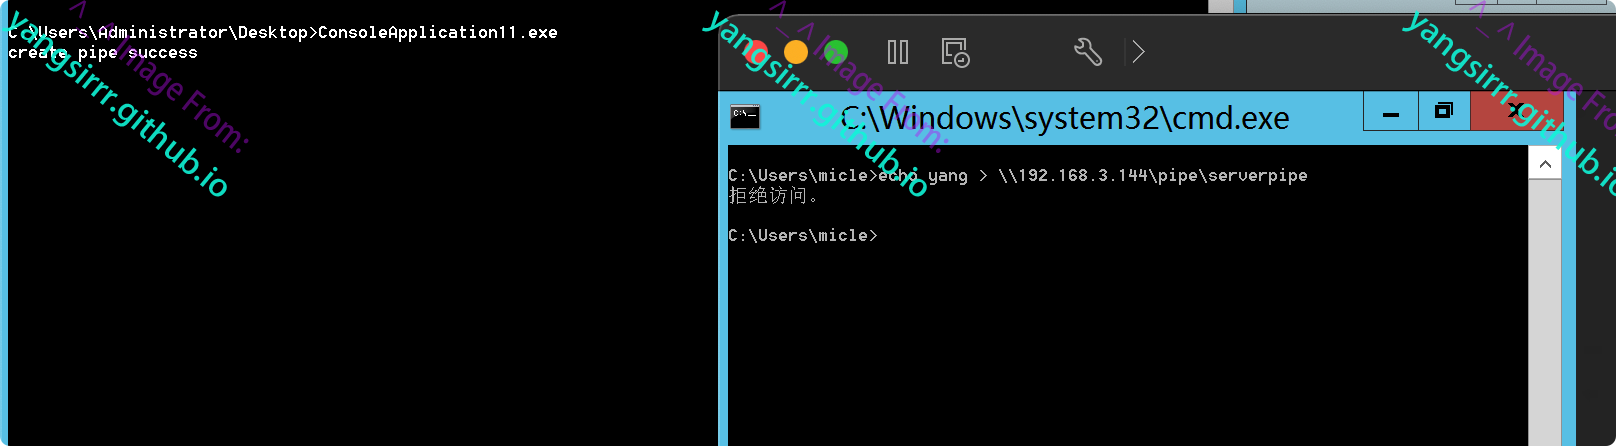 C:\Users\Administrator\Desktop>ConsoleApplication11.exe
create pipe success
^_^ Image From:
yangsirrr.github.io
C:\Windows\system32\cmd.exe
C:\Users\micle>echo yang > \\192.168.3.144\pipe\serverpipe
拒绝访问。
C:\Users\micle>
^_^ Image From:
yangsirrr.github.io
^_^ Image From:
yangsirrr.github.io